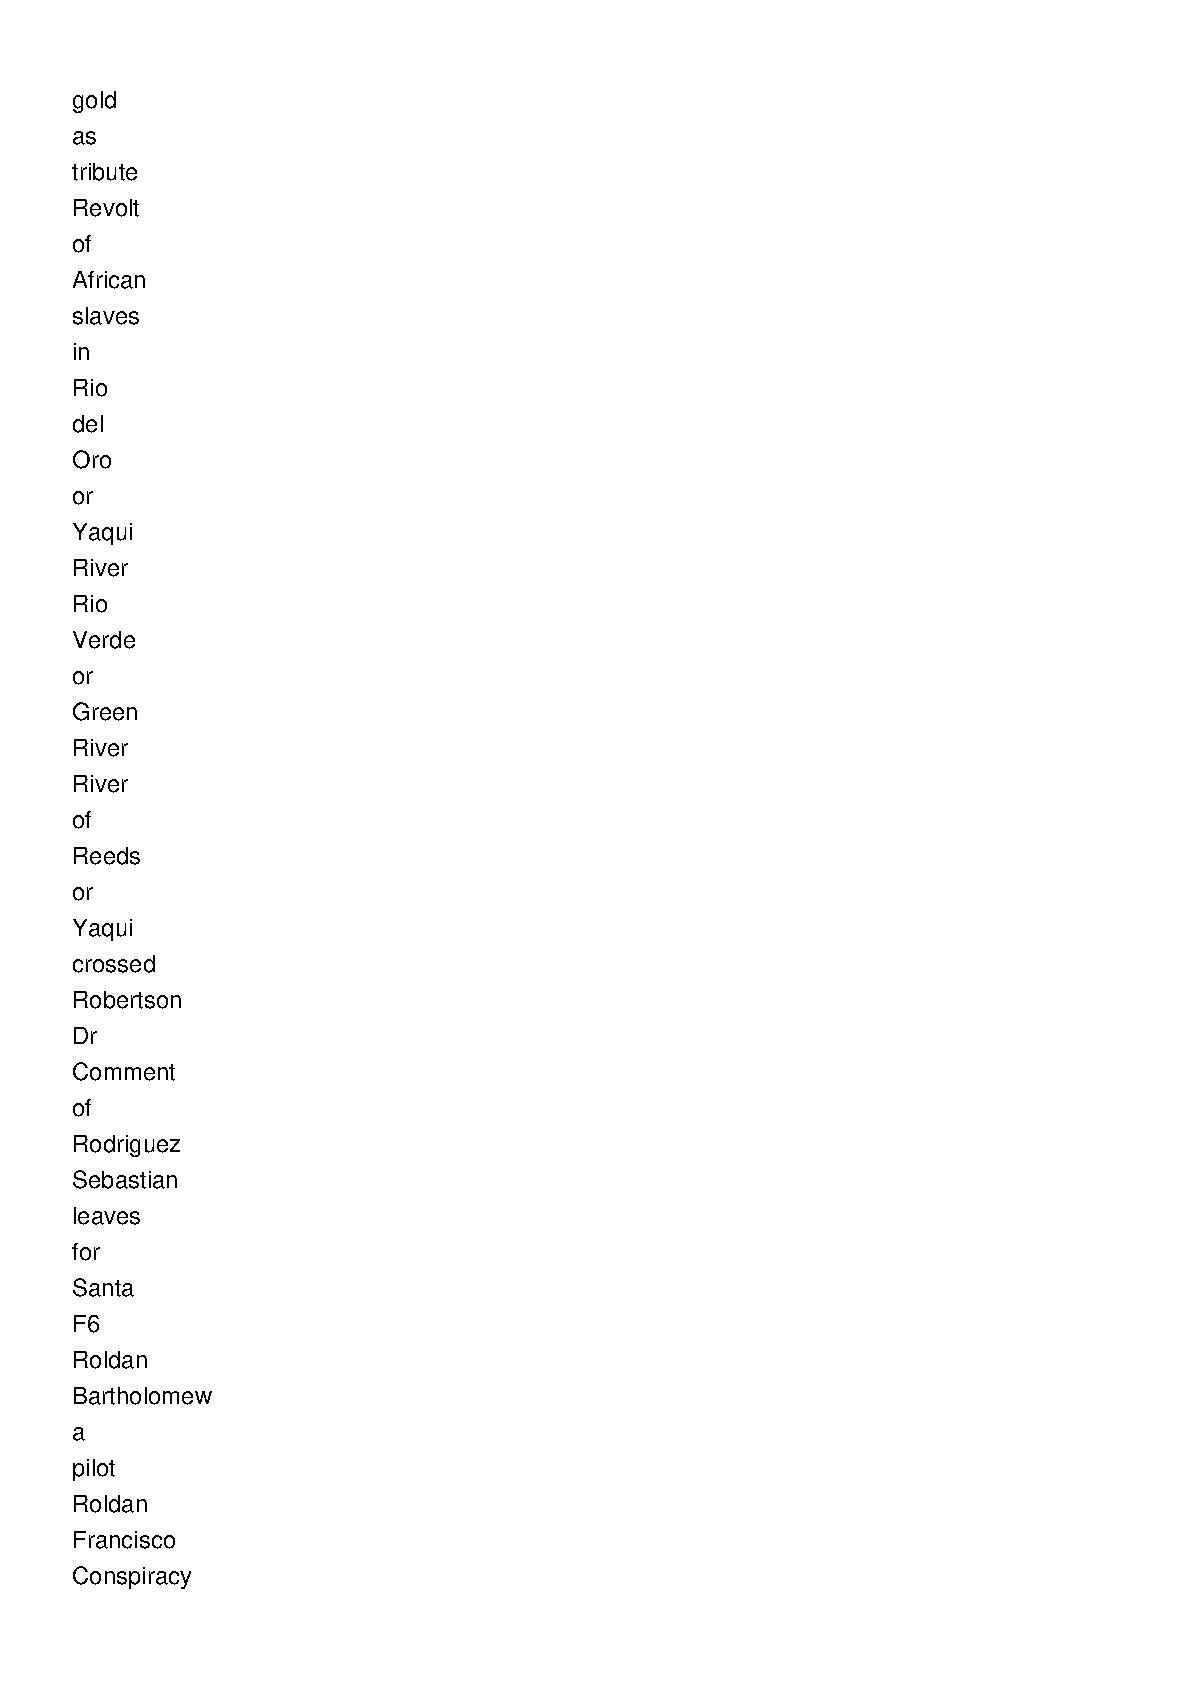 gold
as
tribute
Revolt
of
African
slaves
in
Rio
del
Oro
or
Yaqui
River
Rio
Verde
or
Green
River
River
of
Reeds
or
Yaqui
crossed
Robertson
Dr
Comment
of
Rodriguez
Sebastian
leaves
for
Santa
F6
Roldan
Bartholomew
a
pilot
Roldan
Francisco
Conspiracy